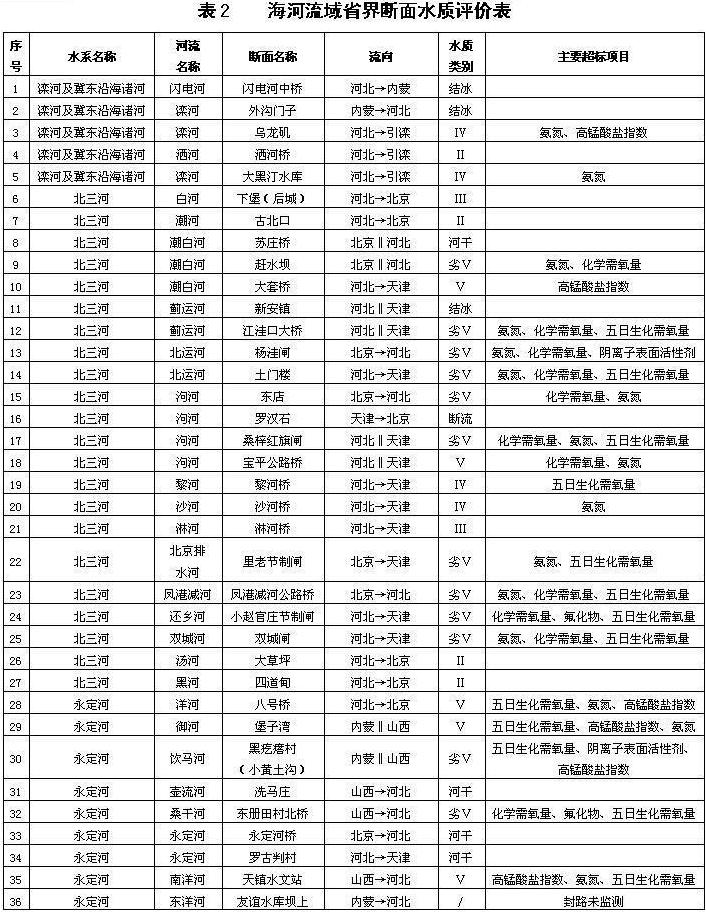 表2 海河流域省界断面水质评价表
序号 水系名称 河流名称 断面名称 流向 水质类别 主要超标项目
1 滦河及冀东沿海诸河 闪电河 闪电河中桥 河北→内蒙 结冰
2 滦河及冀东沿海诸河 滦河 外沟门子 内蒙→河北 结冰
3 滦河及冀东沿海诸河 滦河 乌龙矶 河北→引滦 IV 氨氮、高锰酸盐指数
4 滦河及冀东沿海诸河 洒河 洒河桥 河北→引滦 II
5 滦河及冀东沿海诸河 滦河 大黑汀水库 河北→引滦 IV 氨氮
6 北三河 白河 下堡（后城） 河北→北京 III
7 北三河 潮河 古北口 河北→北京 II
8 北三河 潮白河 苏庄桥 北京‖河北 河干
9 北三河 潮白河 赶水坝 北京‖河北 劣V 氨氮、化学需氧量
10 北三河 潮白河 大套桥 河北→天津 V 高锰酸盐指数
11 北三河 蓟运河 新安镇 河北‖天津 结冰
12 北三河 蓟运河 江洼口大桥 河北‖天津 劣V 氨氮、化学需氧量、五日生化需氧量
13 北三河 北运河 杨洼闸 北京→河北 劣V 氨氮、化学需氧量、阴离子表面活性剂
14 北三河 北运河 土门楼 河北→天津 劣V 氨氮、化学需氧量、五日生化需氧量
15 北三河 泃河 东店 北京→河北 劣V 化学需氧量、氨氮
16 北三河 泃河 罗汉石 天津→北京 断流
17 北三河 泃河 桑梓红旗闸 河北‖天津 劣V 化学需氧量、氨氮、五日生化需氧量
18 北三河 泃河 宝平公路桥 河北‖天津 V 化学需氧量、氨氮
19 北三河 黎河 黎河桥 河北→天津 IV 五日生化需氧量
20 北三河 沙河 沙河桥 河北→天津 IV 氨氮
21 北三河 淋河 淋河桥 河北→天津 III
22 北三河 北京排水河 里老节制闸 北京→天津 劣V 氨氮、五日生化需氧量
23 北三河 凤港减河 凤港减河公路桥 北京→河北 劣V 氨氮、化学需氧量、五日生化需氧量
24 北三河 还乡河 小赵官庄节制闸 河北→天津 劣V 化学需氧量、氟化物、五日生化需氧量
25 北三河 双城河 双城闸 河北→天津 劣V 氨氮、化学需氧量、五日生化需氧量
26 北三河 汤河 大草坪 河北→北京 II
27 北三河 黑河 四道甸 河北→北京 II
28 永定河 洋河 八号桥 河北→北京 V 五日生化需氧量、氨氮、高锰酸盐指数
29 永定河 御河 堡子湾 内蒙‖山西 V 五日生化需氧量、高锰酸盐指数、氨氮
30 永定河 饮马河 黑疙瘩村（小黄土沟） 内蒙‖山西 劣V 五日生化需氧量、阴离子表面活性剂、高锰酸盐指数
31 永定河 壶流河 洗马庄 山西→河北 河干
32 永定河 桑干河 东册田村北桥 山西→河北 劣V 化学需氧量、氟化物、五日生化需氧量
33 永定河 永定河 永定河桥 北京→河北 河干
34 永定河 永定河 罗古判村 河北→天津 河干
35 永定河 南洋河 天镇水文站 山西→河北 V 高锰酸盐指数、氨氮、五日生化需氧量
36 永定河 东洋河 友谊水库坝上 内蒙→河北 / 封路未监测